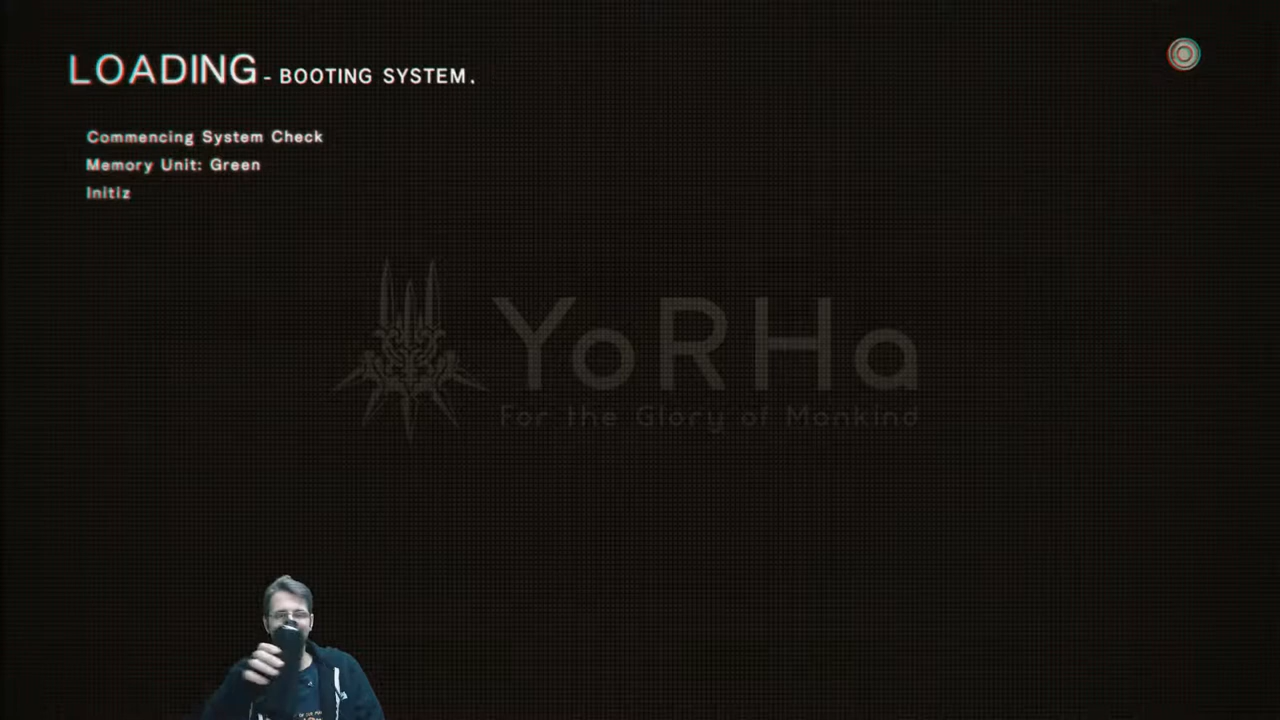 LOADING - BOOTING SYSTEM.
Commencing System Check
Memory Unit: Green
Initiz
YoRHa
For the Glory of Mankind